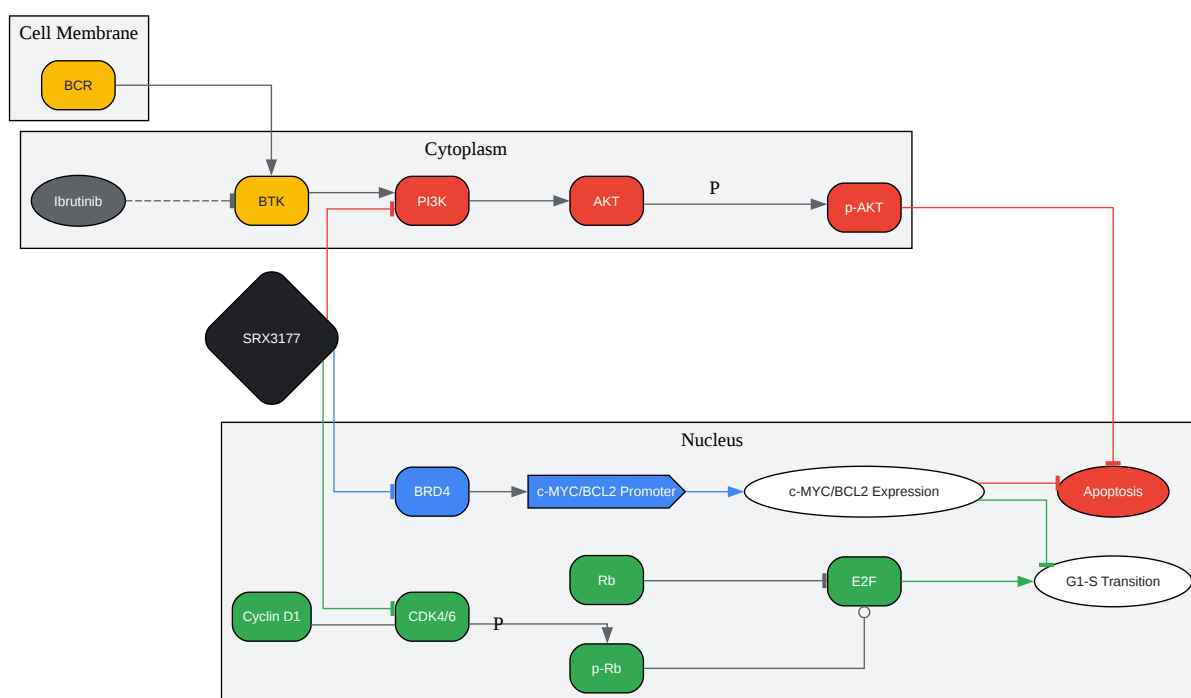 Cell Membrane
BCR
Cytoplasm
Ibrutinib
BTK
PI3K
AKT
P
p-AKT
SRX3177
Nucleus
BRD4
c-MYC/BCL2 Promoter
c-MYC/BCL2 Expression
Apoptosis
Rb
E2F
G1-S Transition
Cyclin D1
CDK4/6
P
p-Rb